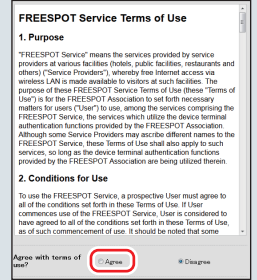 FREESPOT Service Terms of Use
1. Purpose
"FREESPOT Service" means the services provided by service
providers at various facilities (hotels, public facilities, restaurants and
others) ("Service Providers"), whereby free Internet access via
wireless LAN is made available to visitors at such facilities. The
purpose of these FREESPOT Service Terms of Use (these "Terms of
Use") is for the FREESPOT Association to set forth necessary
matters for users ("User") to use, among the services comprising the
FREESPOT Service, the services which utilize the device terminal
authentication functions provided by the FREESPOT Association.
Although some Service Providers may ascribe different names to the
FREESPOT Service, these Terms of Use shall also apply to such
services, so long as the device terminal authentication functions
provided by the FREESPOT Association are being utilized therein.
2. Conditions for Use
To use the FREESPOT Service, a prospective User must agree to
all of the conditions set forth in these Terms of Use. If User
commences use of the FREESPOT Service, User is considered to
have agreed to all of the conditions set forth in these Terms of Use,
as of such commencement of use. It should be noted that some
Agree with terms of
use?
Agree
Disagree